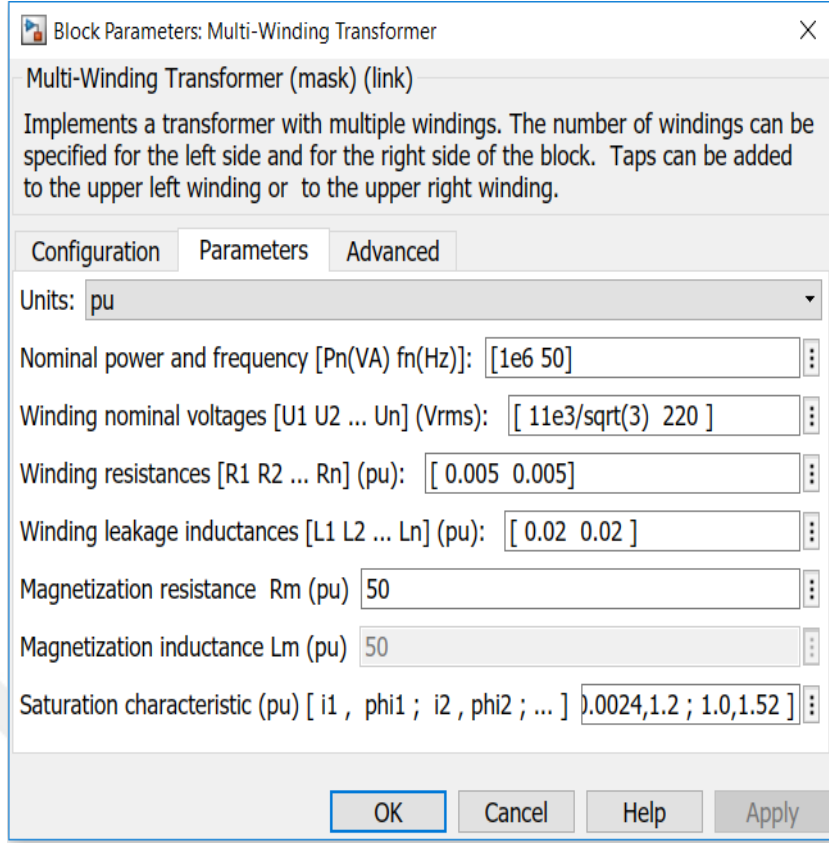 Block Parameters: Multi-Winding Transformer
Multi-Winding Transformer (mask) (link)
Implements a transformer with multiple windings. The number of windings can be
specified for the left side and for the right side of the block.  Taps can be added
to the upper left winding or  to the upper right winding.
Configuration Parameters Advanced
Units: pu
Nominal power and frequency [Pn(VA) fn(Hz)]: [1e6 50]
Winding nominal voltages [U1 U2 ... Un] (Vrms): [ 11e3/sqrt(3)  220 ]
Winding resistances [R1 R2 ... Rn] (pu): [ 0.005  0.005]
Winding leakage inductances [L1 L2 ... Ln] (pu): [ 0.02  0.02 ]
Magnetization resistance  Rm (pu) 50
Magnetization inductance Lm (pu) 50
Saturation characteristic (pu) [ i1 ,  phi1 ;  i2 , phi2 ; ... ] 0.0024,1.2 ; 1.0,1.52 ]
OK Cancel Help Apply